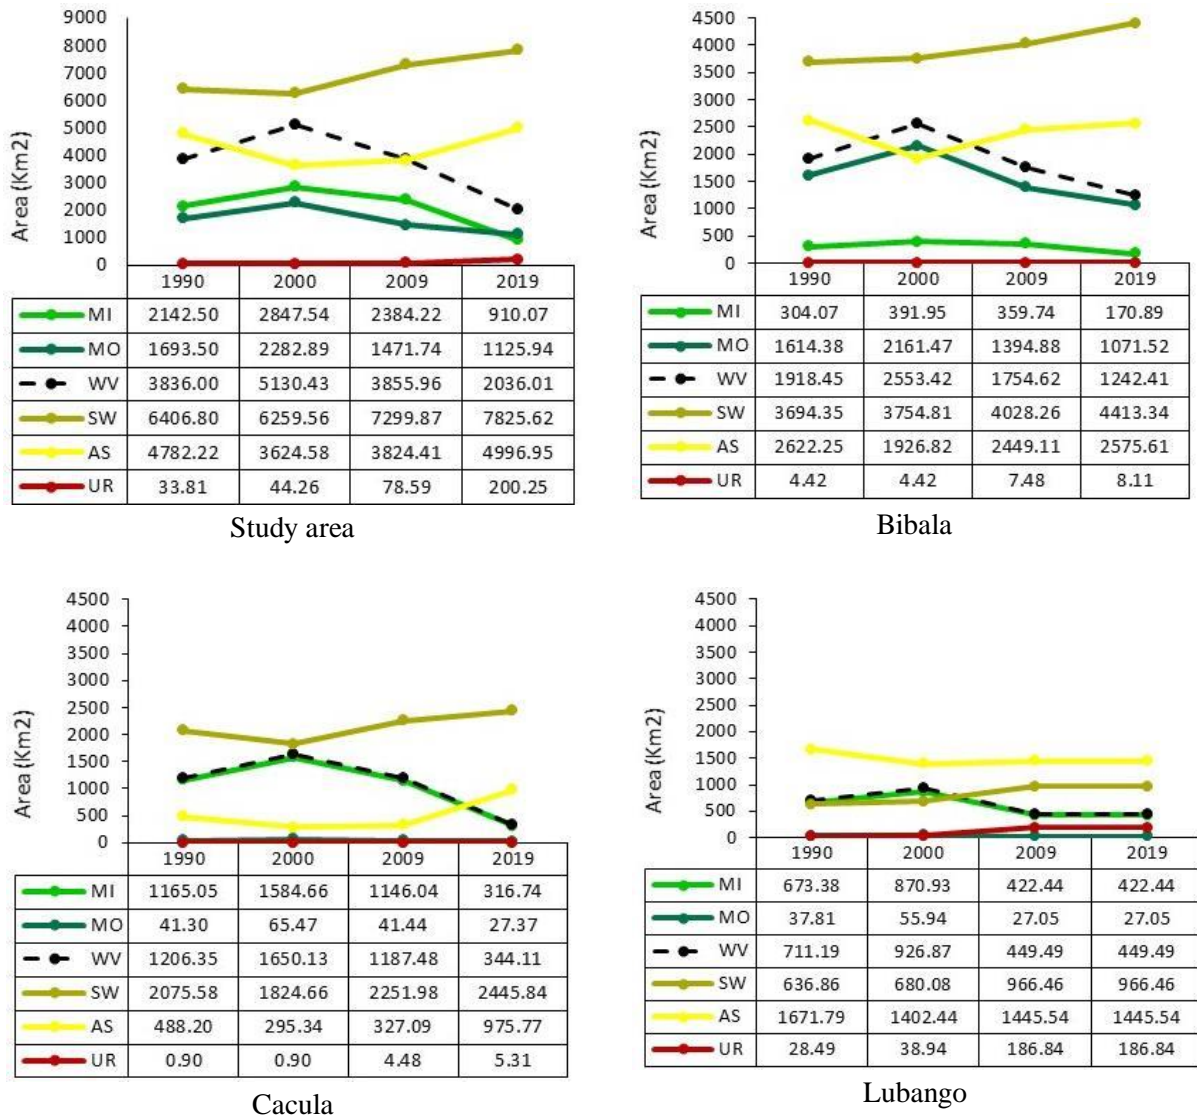 9000
8000
7000
6000
5000
4000
3000
2000
1000
0
Area (Km2)
1990 2000 2009 2019
MI 2142.50 2847.54 2384.22 910.07
MO 1693.50 2282.89 1471.74 1125.94
WV 3836.00 5130.43 3855.96 2036.01
SW 6406.80 6259.56 7299.87 7825.62
AS 4782.22 3624.58 3824.41 4996.95
UR 33.81 44.26 78.59 200.25
Study area
4500
4000
3500
3000
2500
2000
1500
1000
500
0
Area (Km2)
1990 2000 2009 2019
MI 304.07 391.95 359.74 170.89
MO 1614.38 2161.47 1394.88 1071.52
WV 1918.45 2553.42 1754.62 1242.41
SW 3694.35 3754.81 4028.26 4413.34
AS 2622.25 1926.82 2449.11 2575.61
UR 4.42 4.42 7.48 8.11
Bibala
4500
4000
3500
3000
2500
2000
1500
1000
500
0
Area (Km2)
1990 2000 2009 2019
MI 1165.05 1584.66 1146.04 316.74
MO 41.30 65.47 41.44 27.37
WV 1206.35 1650.13 1187.48 344.11
SW 2075.58 1824.66 2251.98 2445.84
AS 488.20 295.34 327.09 975.77
UR 0.90 0.90 4.48 5.31
Cacula
4500
4000
3500
3000
2500
2000
1500
1000
500
0
Area (Km2)
1990 2000 2009 2019
MI 673.38 870.93 422.44 422.44
MO 37.81 55.94 27.05 27.05
WV 711.19 926.87 449.49 449.49
SW 636.86 680.08 966.46 966.46
AS 1671.79 1402.44 1445.54 1445.54
UR 28.49 38.94 186.84 186.84
Lubango